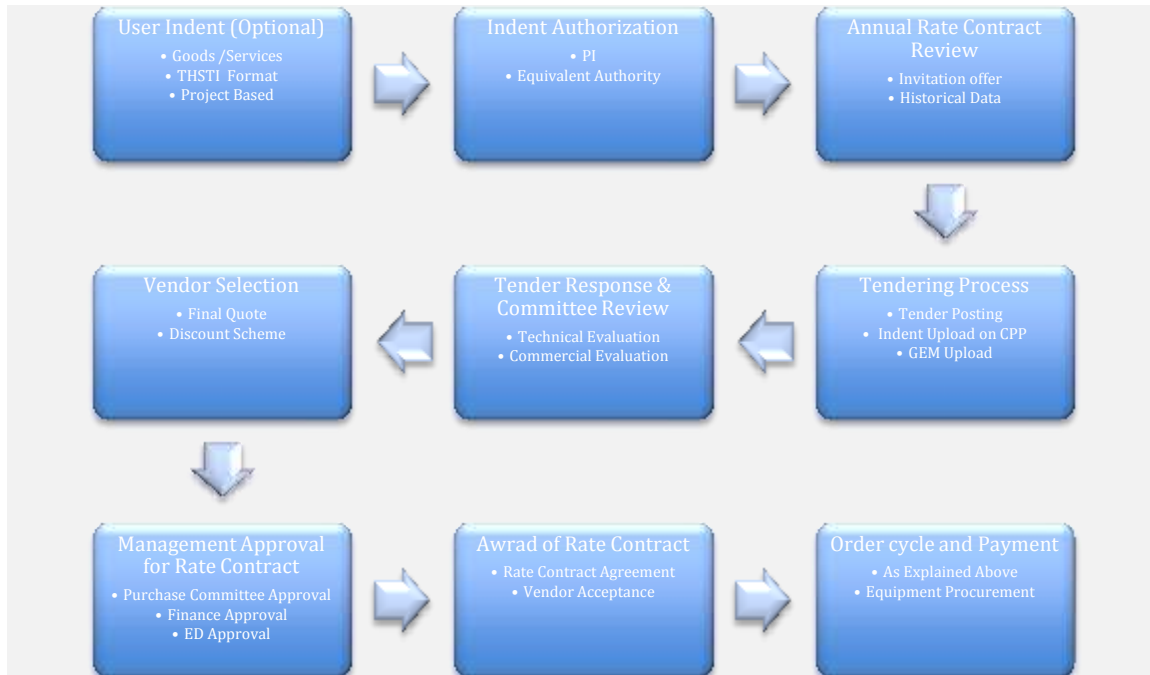 User Indent (Optional)
• Goods /Services
• THSTI Format
• Project Based
Indent Authorization
• PI
• Equivalent Authority
Annual Rate Contract
Review
• Invitation offer
• Historical Data
Vendor Selection
• Final Quote
• Discount Scheme
Tender Response &
Committee Review
• Technical Evaluation
• Commercial Evaluation
Tendering Process
• Tender Posting
• Indent Upload on CPP
• GEM Upload
Management Approval
for Rate Contract
• Purchase Committee Approval
• Finance Approval
• ED Approval
Awrad of Rate Contract
• Rate Contract Agreement
• Vendor Acceptance
Order cycle and Payment
• As Explained Above
• Equipment Procurement